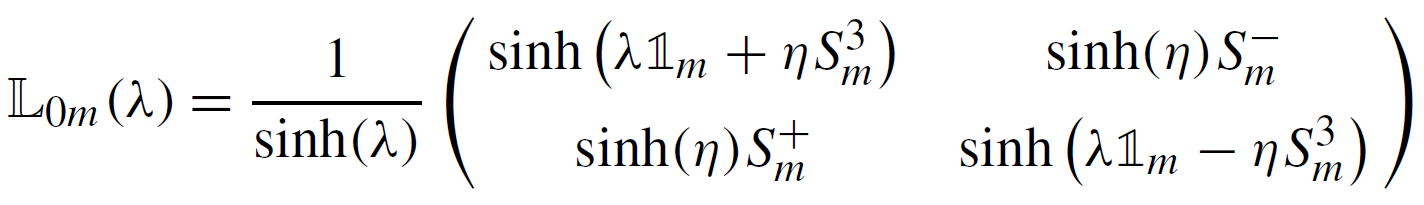 𝕃₀ₘ(λ) = 1/sinh(λ) ( sinh (λ𝟙ₘ + ηS³ₘ)  sinh(η)S⁻ₘ
sinh(η)S⁺ₘ  sinh (λ𝟙ₘ − ηS³ₘ) )